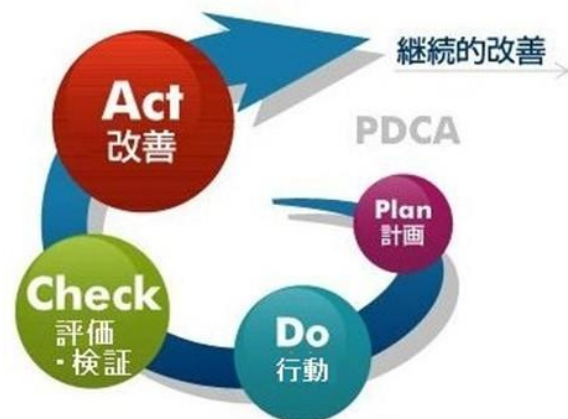 継続的改善
PDCA
Act
改善
Plan
計画
Do
行動
Check
評価
・検証